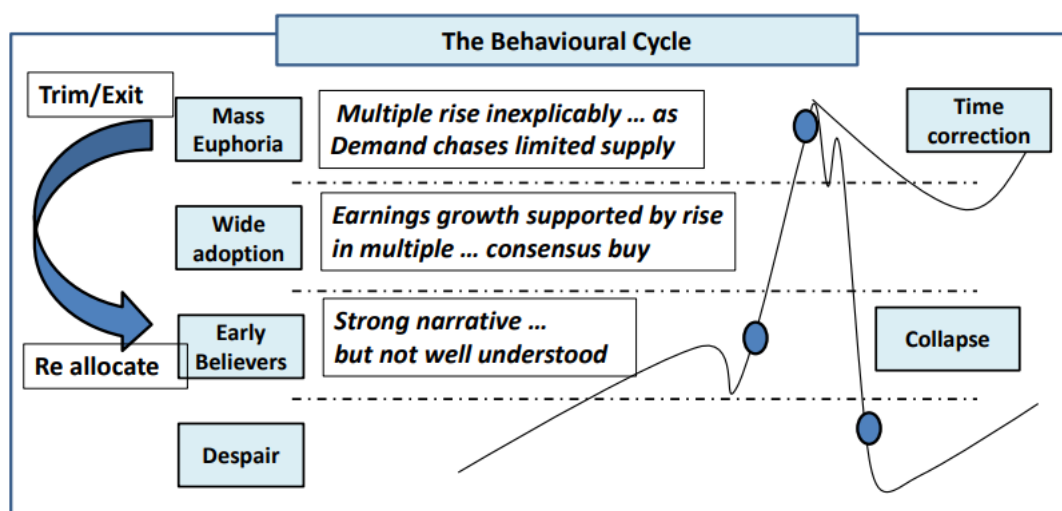 The Behavioural Cycle
Trim/Exit
Mass
Euphoria
Multiple rise inexplicably … as
Demand chases limited supply
Time
correction
Wide
adoption
Earnings growth supported by rise
in multiple … consensus buy
Early
Believers
Strong narrative …
but not well understood
Collapse
Re allocate
Despair